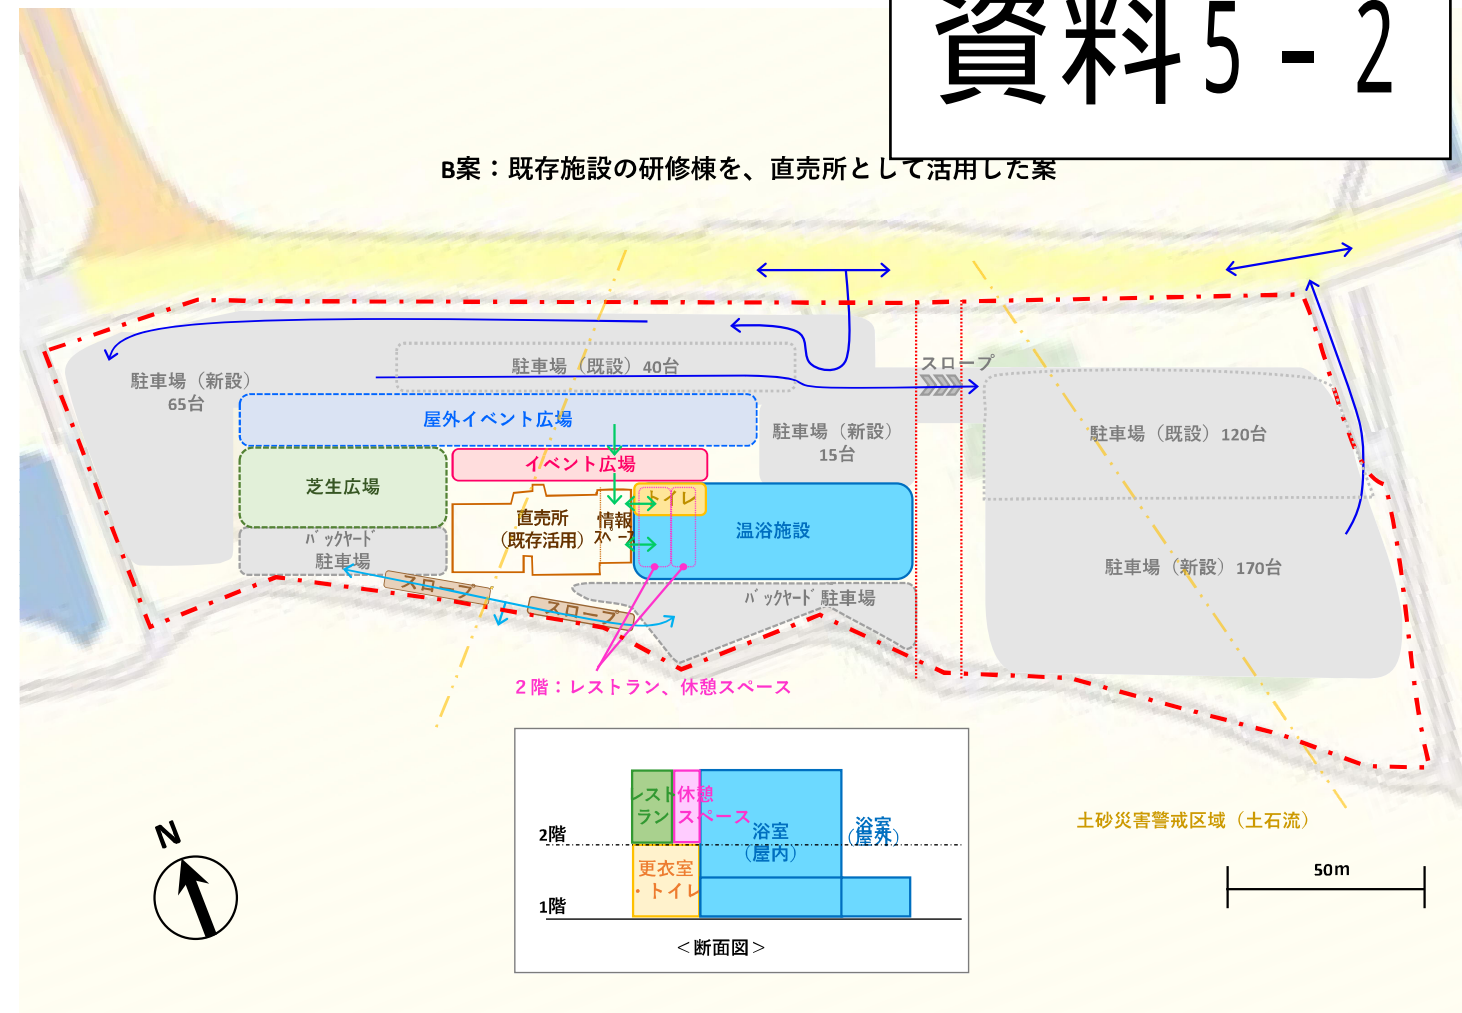 資料5-2
B案：既存施設の研修棟を、直売所として活用した案
スロープ
駐車場（既設）40台
駐車場（新設）
65台
屋外イベント広場
駐車場（新設）
15台
駐車場（既設）120台
イベント広場
芝生広場
トイレ
直売所
（既存活用）
情報
スペース
温浴施設
バックヤード
駐車場
駐車場（新設）170台
スロープ
スロープ
バックヤード 駐車場
２階：レストラン、休憩スペース
レスト
ラン
休憩
スペース
2階
浴室
（屋内）
浴室
（屋外）
更衣室
・トイレ
1階
＜断面図＞
N
土砂災害警戒区域（土石流）
50m